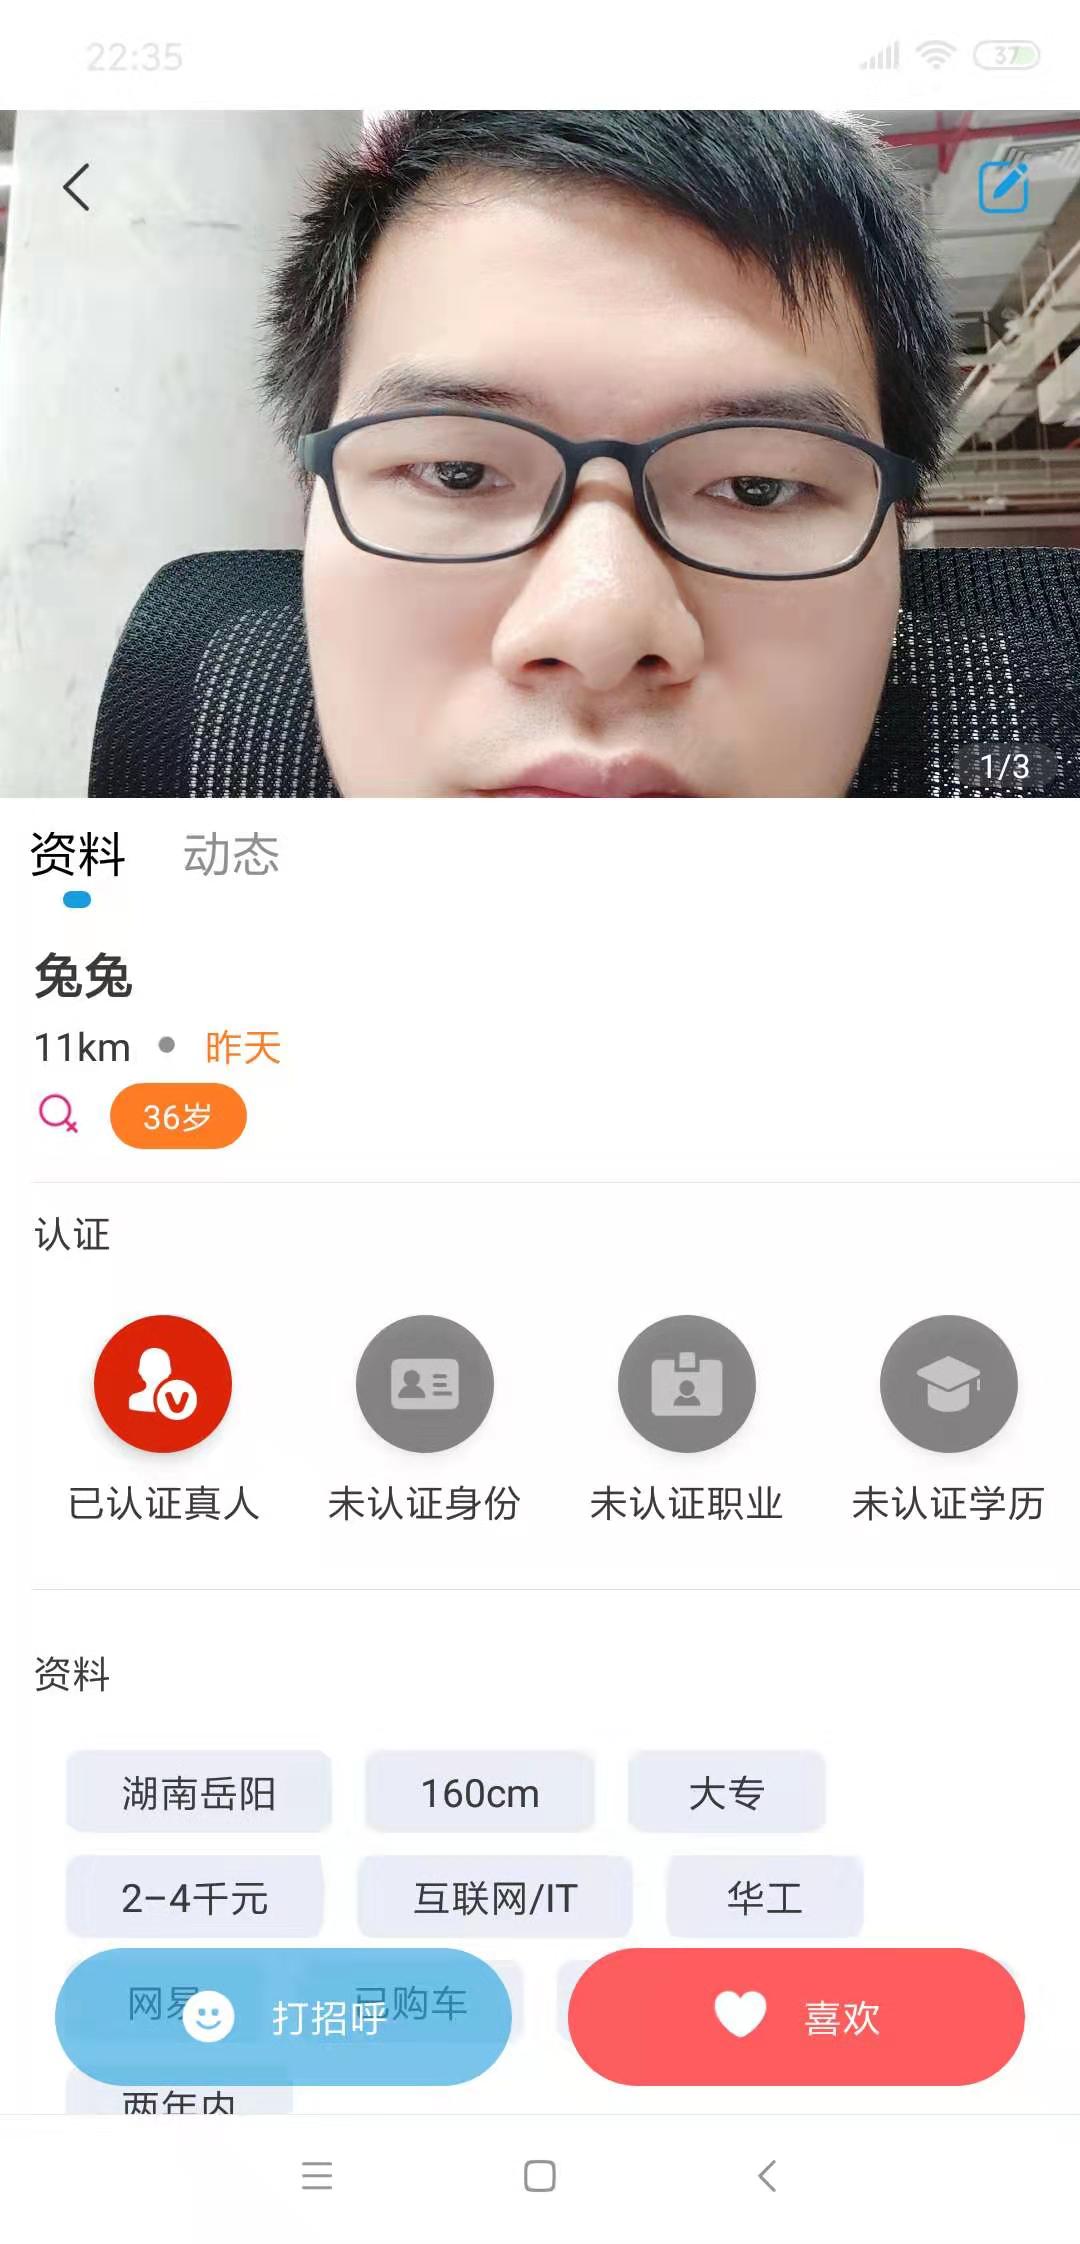 22:35
37
1/3
资料 动态
兔兔
11km 昨天
36岁
认证
已认证真人 未认证身份 未认证职业 未认证学历
资料
湖南岳阳 160cm 大专
2-4千元 互联网/IT 华工
网易 已购车
打招呼 喜欢
两年内